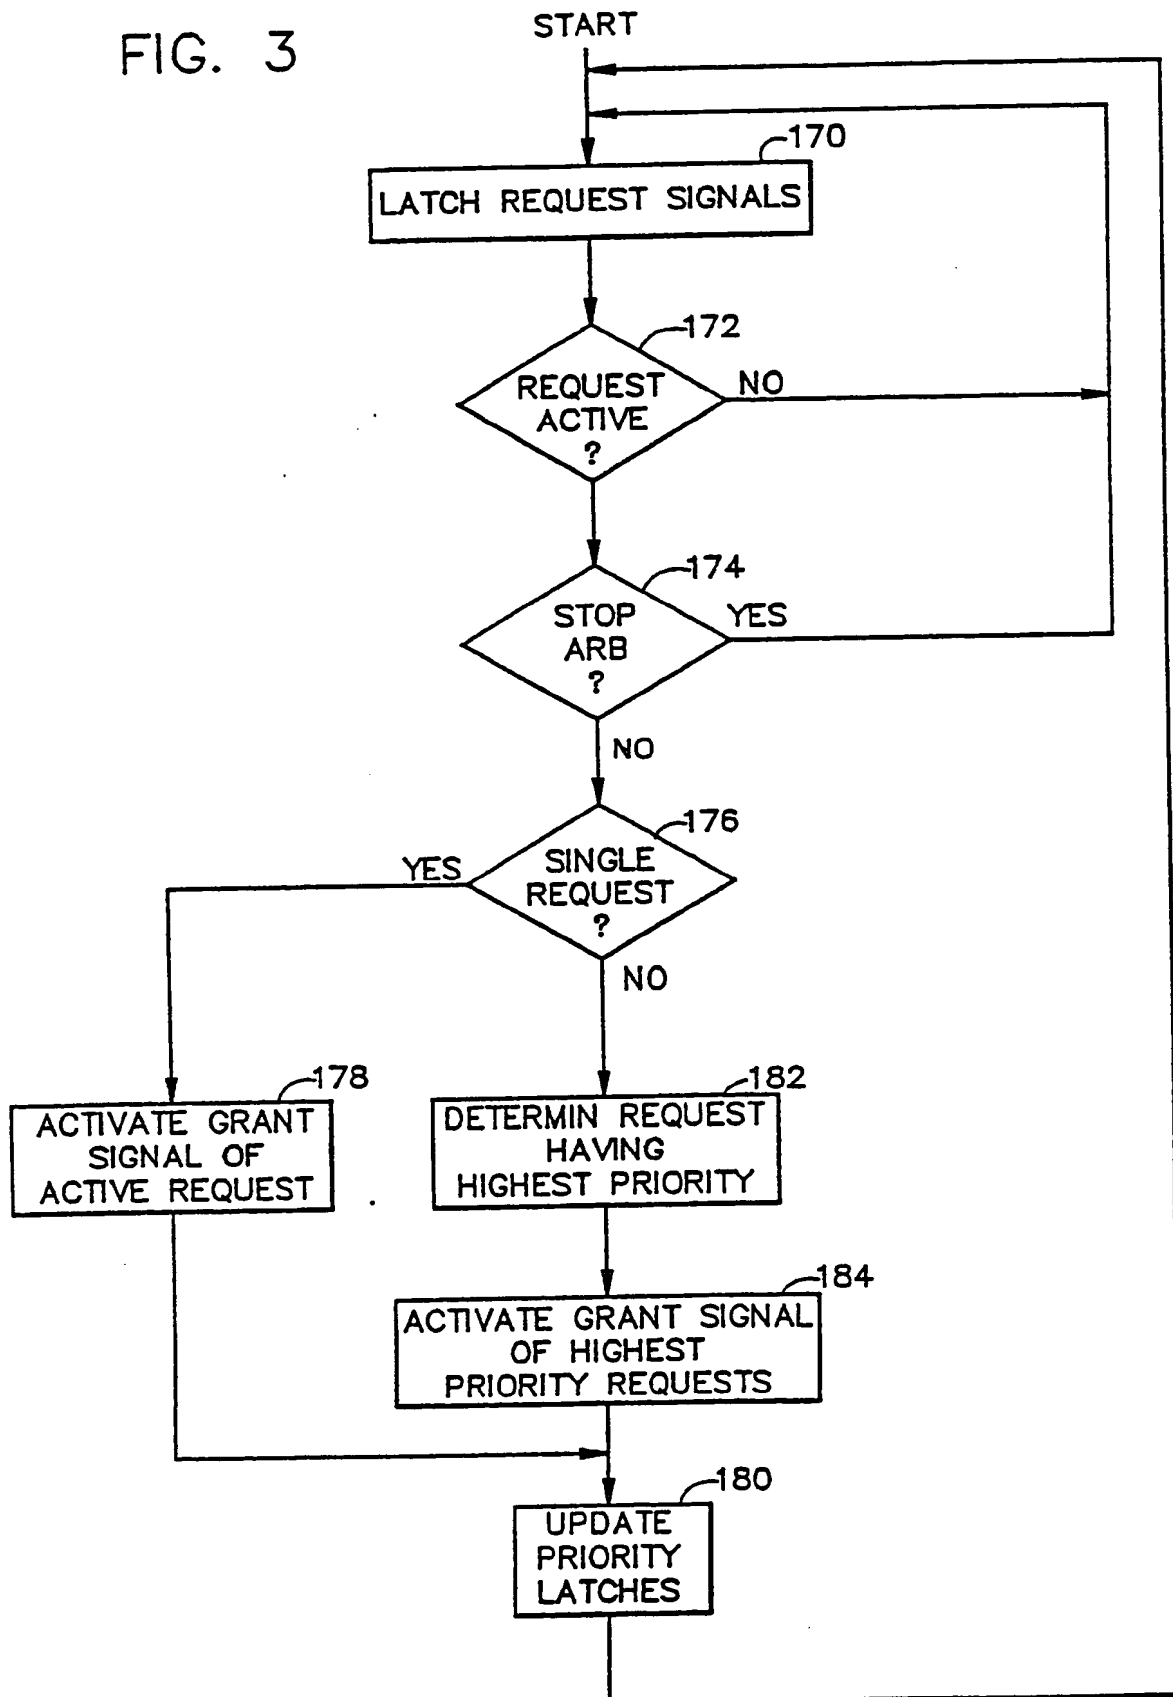 FIG. 3
START
170
LATCH REQUEST SIGNALS
172
REQUEST
ACTIVE
?
NO
174
STOP
ARB
?
YES
NO
176
SINGLE
REQUEST
?
YES
NO
178
ACTIVATE GRANT
SIGNAL OF
ACTIVE REQUEST
182
DETERMIN REQUEST
HAVING
HIGHEST PRIORITY
184
ACTIVATE GRANT SIGNAL
OF HIGHEST
PRIORITY REQUESTS
180
UPDATE
PRIORITY
LATCHES